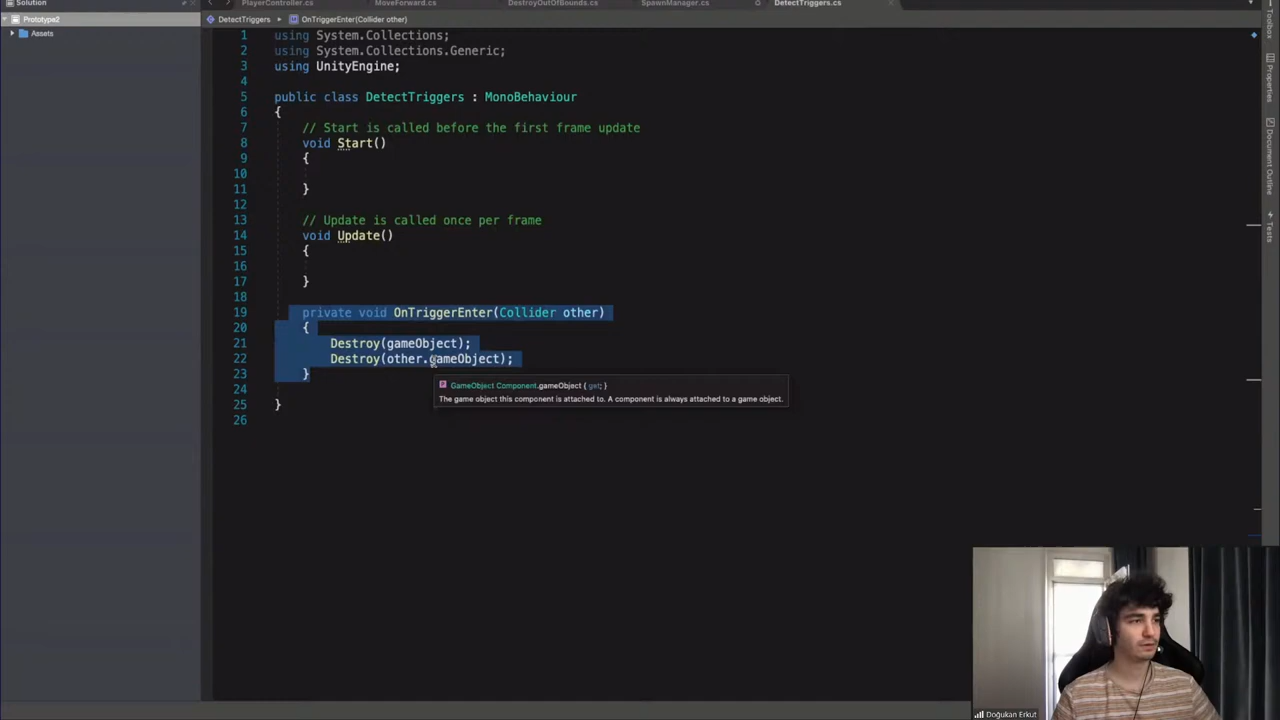 Solution
PlayerController.cs
MoveForward.cs
DestroyOutOfBounds.cs
SpawnManager.cs
DetectTriggers.cs
Prototype2
Assets
DetectTriggers
OnTriggerEnter(Collider other)
1 using System.Collections;
2 using System.Collections.Generic;
3 using UnityEngine;
4
5 public class DetectTriggers : MonoBehaviour
6 {
7 // Start is called before the first frame update
8 void Start()
9 {
10
11 }
12
13 // Update is called once per frame
14 void Update()
15 {
16
17 }
18
19 private void OnTriggerEnter(Collider other)
20 {
21 Destroy(gameObject);
22 Destroy(other.gameObject);
23 }
24
25 }
26
GameObject Component.gameObject { get; }
The game object this component is attached to. A component is always attached to a game object.
Toolbox
Properties
Document Outline
Tests
Doğukan Erkut